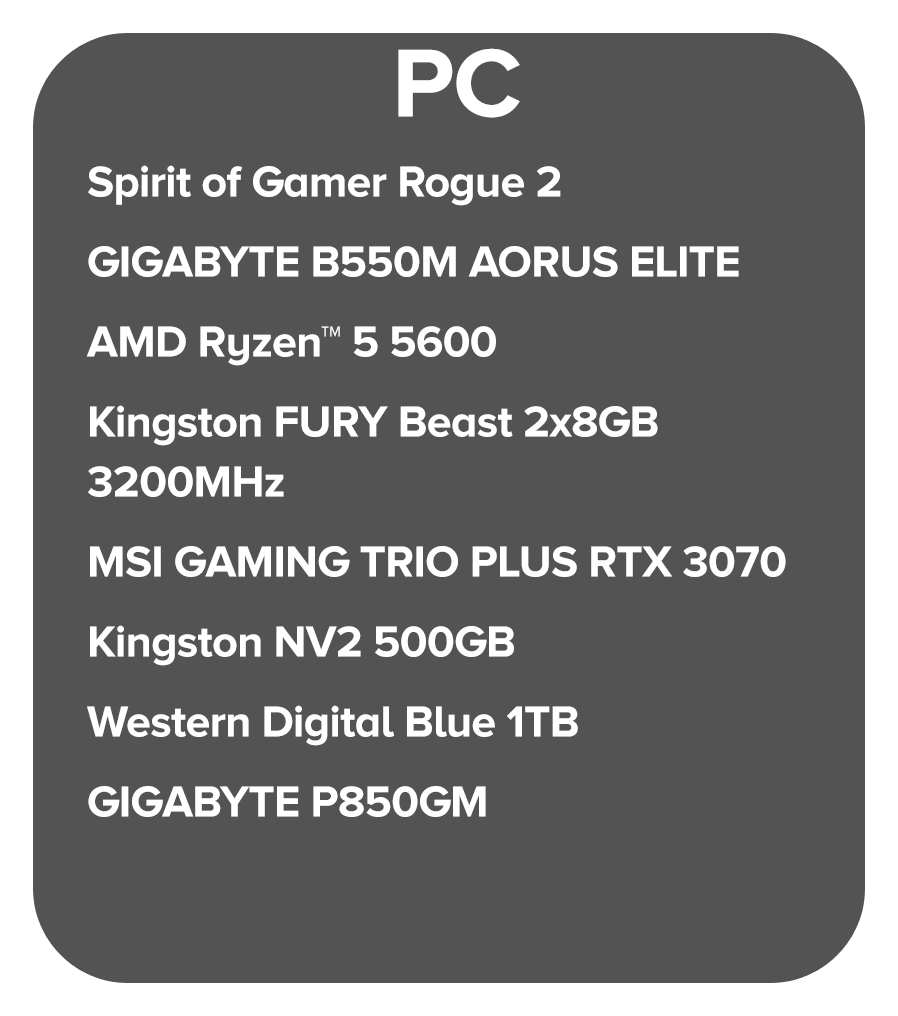 PC
Spirit of Gamer Rogue 2
GIGABYTE B550M AORUS ELITE
AMD Ryzen™ 5 5600
Kingston FURY Beast 2x8GB
3200MHz
MSI GAMING TRIO PLUS RTX 3070
Kingston NV2 500GB
Western Digital Blue 1TB
GIGABYTE P850GM